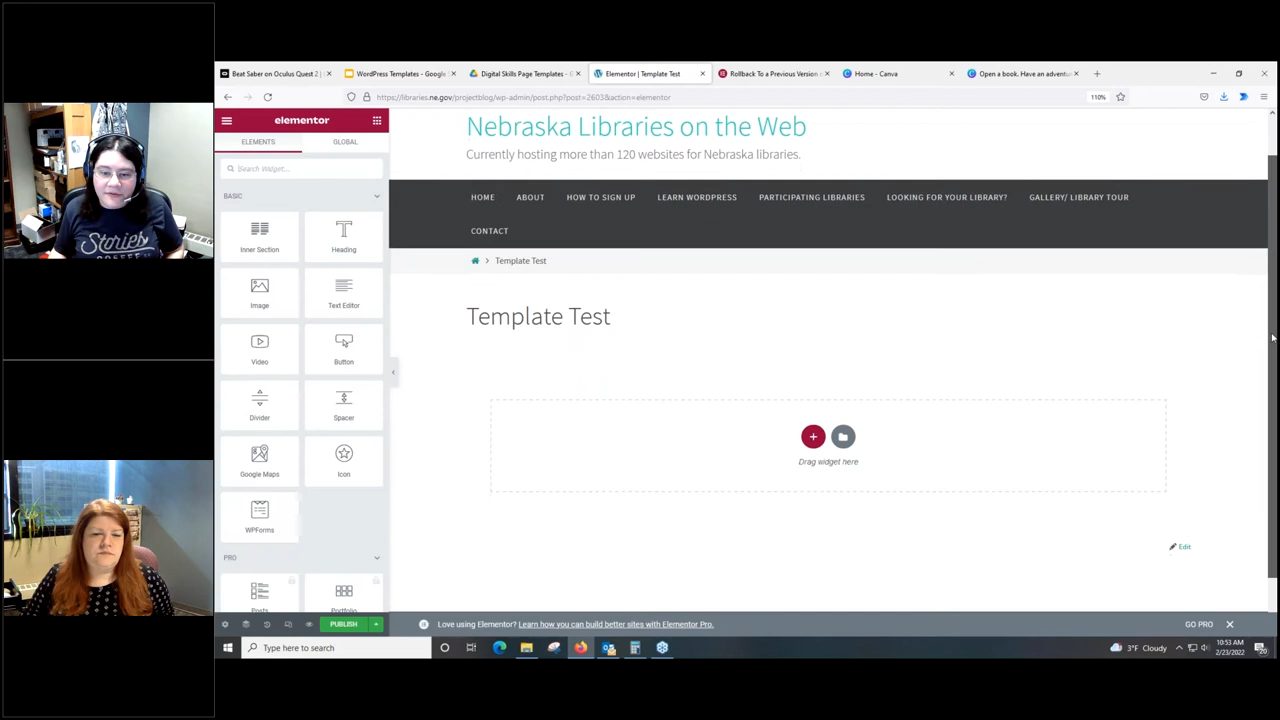 Beat Saber on Oculus Quest 2 |
WordPress Templates - Google
Digital Skills Page Templates - G
Elementor | Template Test
Rollback To a Previous Version
Home - Canva
Open a book. Have an adventu
https://libraries.ne.gov/projectblog/wp-admin/post.php?post=2603&action=elementor
110%
elementor
ELEMENTS
GLOBAL
Search Widget...
BASIC
Inner Section
Heading
Image
Text Editor
Video
Button
Divider
Spacer
Google Maps
Icon
WPForms
PRO
Posts
Portfolio
PUBLISH
Nebraska Libraries on the Web
Currently hosting more than 120 websites for Nebraska libraries.
HOME ABOUT HOW TO SIGN UP LEARN WORDPRESS PARTICIPATING LIBRARIES LOOKING FOR YOUR LIBRARY? GALLERY/ LIBRARY TOUR
CONTACT
Template Test
Template Test
Drag widget here
Edit
Love using Elementor? Learn how you can build better sites with Elementor Pro.
GO PRO
Type here to search
3°F Cloudy
10:53 AM
2/23/2022
20
Stories